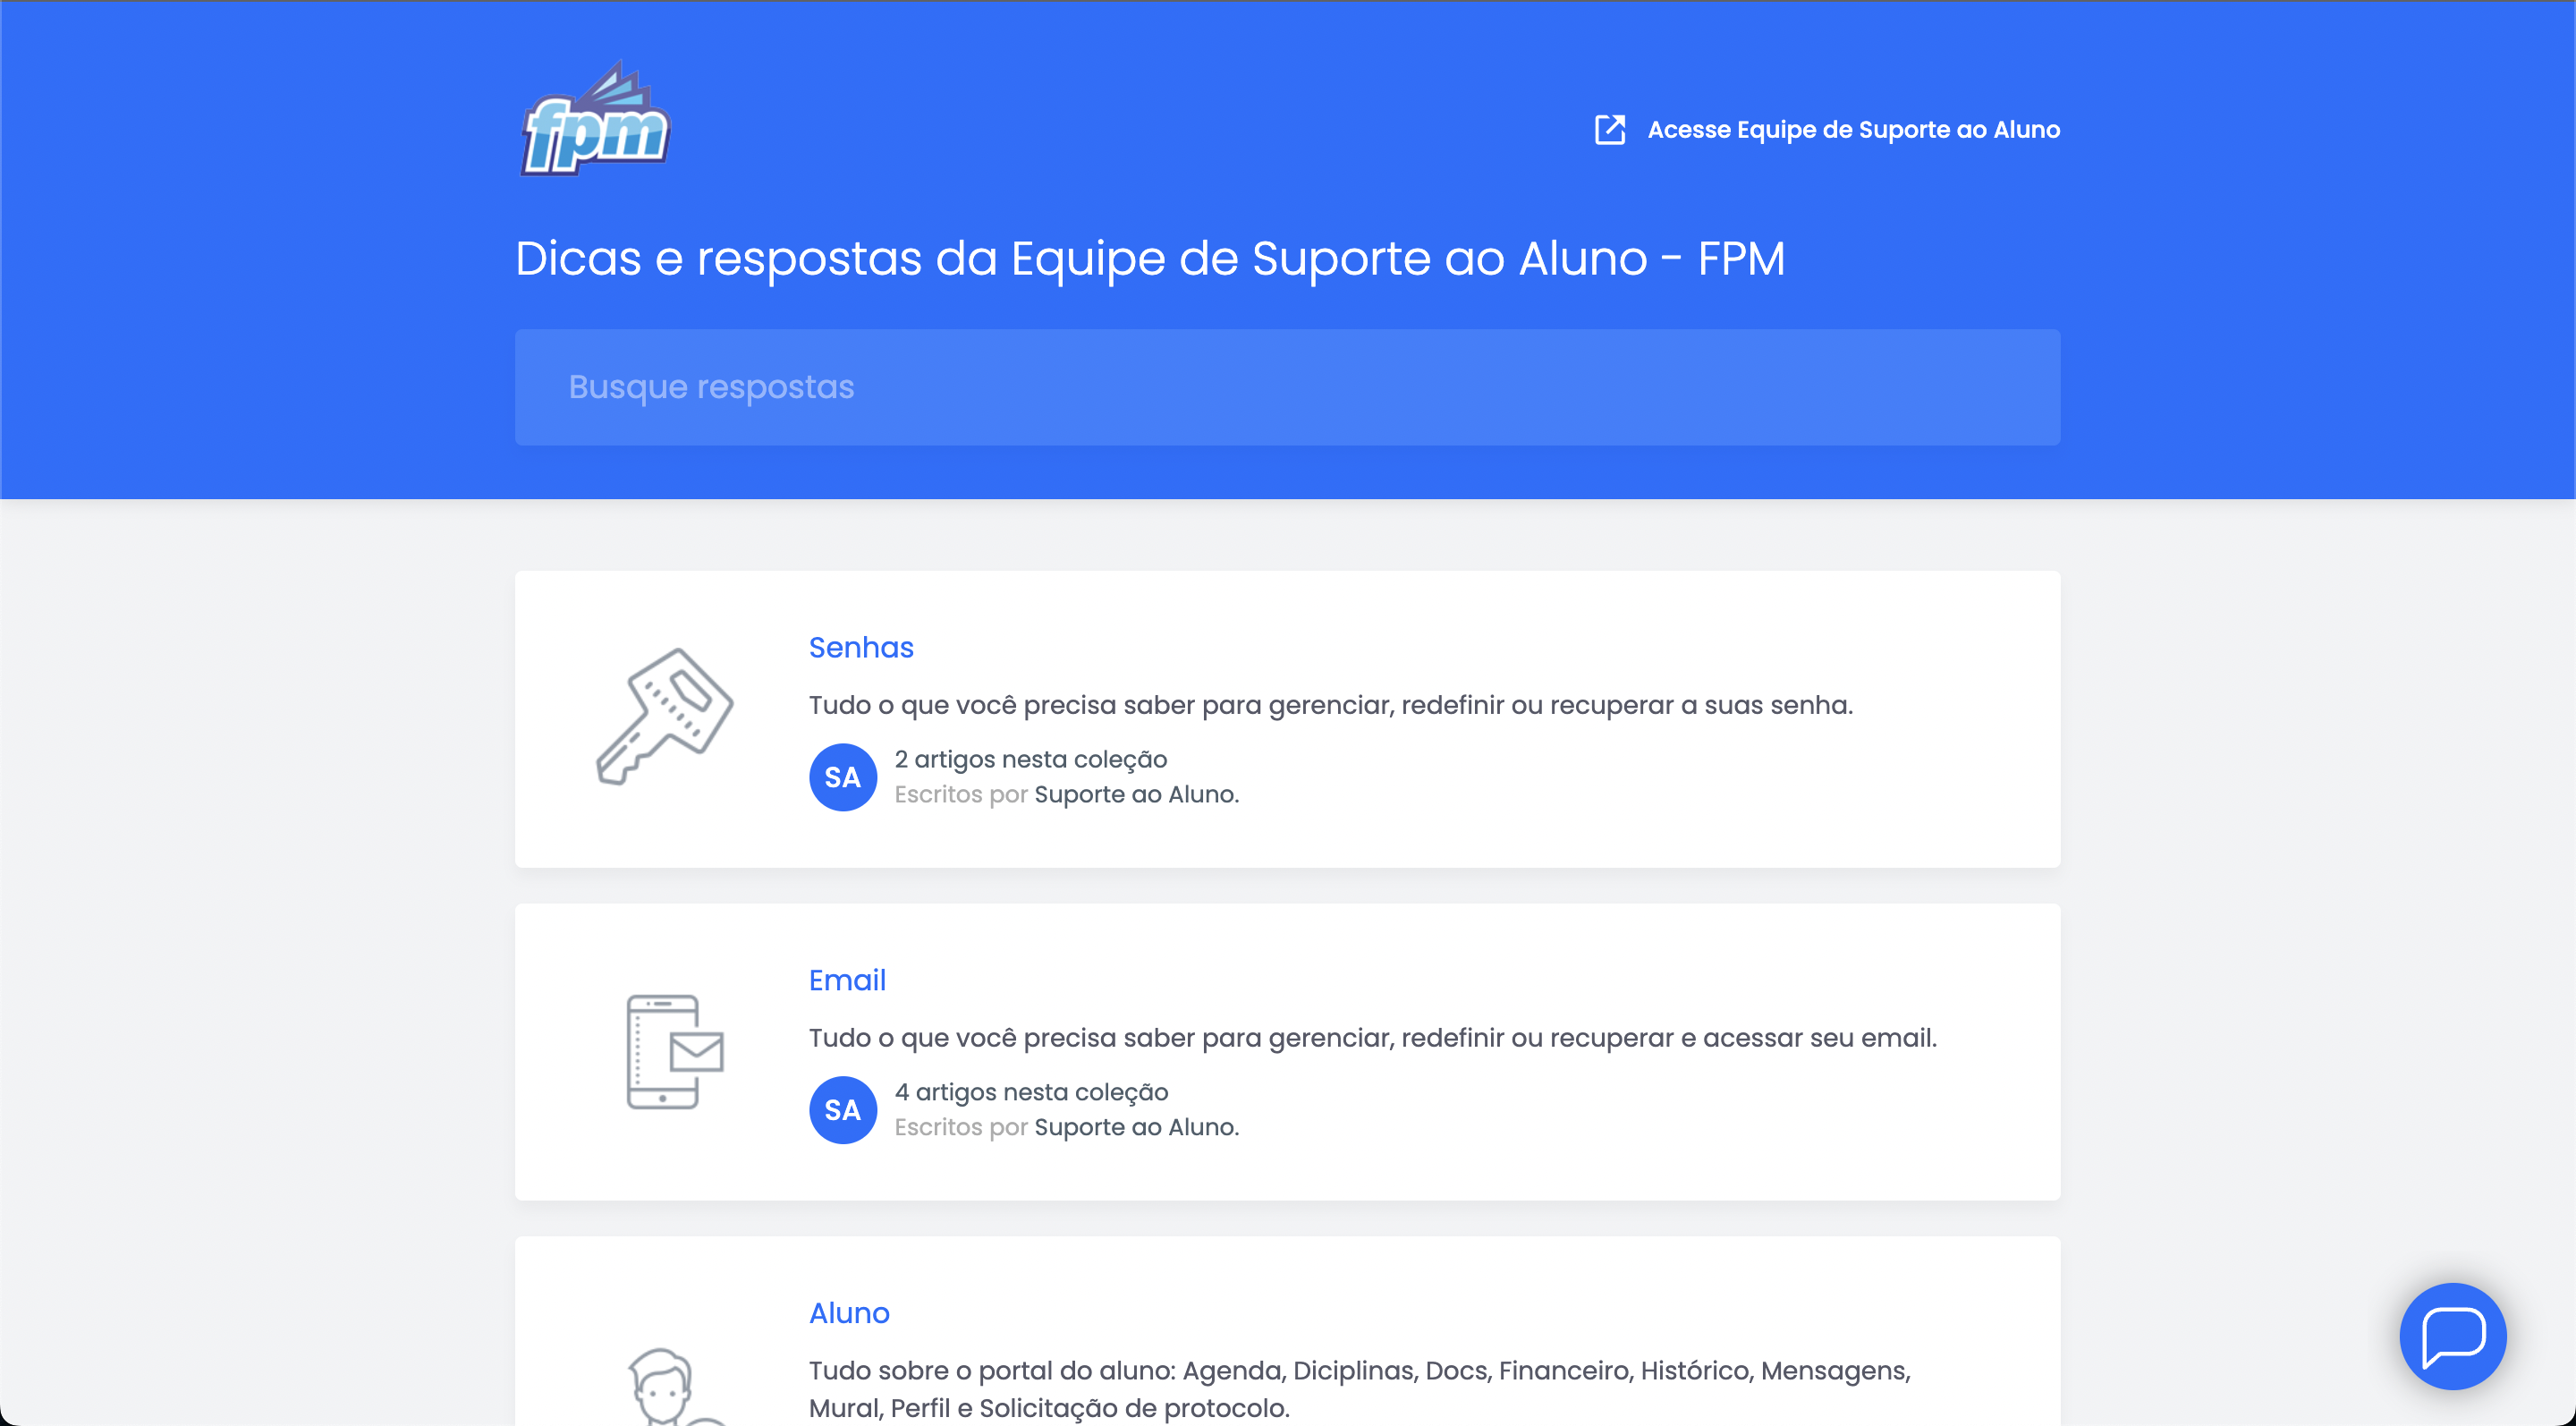 fpm
Acesse Equipe de Suporte ao Aluno
Dicas e respostas da Equipe de Suporte ao Aluno - FPM
Busque respostas
Senhas
Tudo o que você precisa saber para gerenciar, redefinir ou recuperar a suas senha.
SA
2 artigos nesta coleção
Escritos por Suporte ao Aluno.
Email
Tudo o que você precisa saber para gerenciar, redefinir ou recuperar e acessar seu email.
SA
4 artigos nesta coleção
Escritos por Suporte ao Aluno.
Aluno
Tudo sobre o portal do aluno: Agenda, Diciplinas, Docs, Financeiro, Histórico, Mensagens,
Mural, Perfil e Solicitação de protocolo.